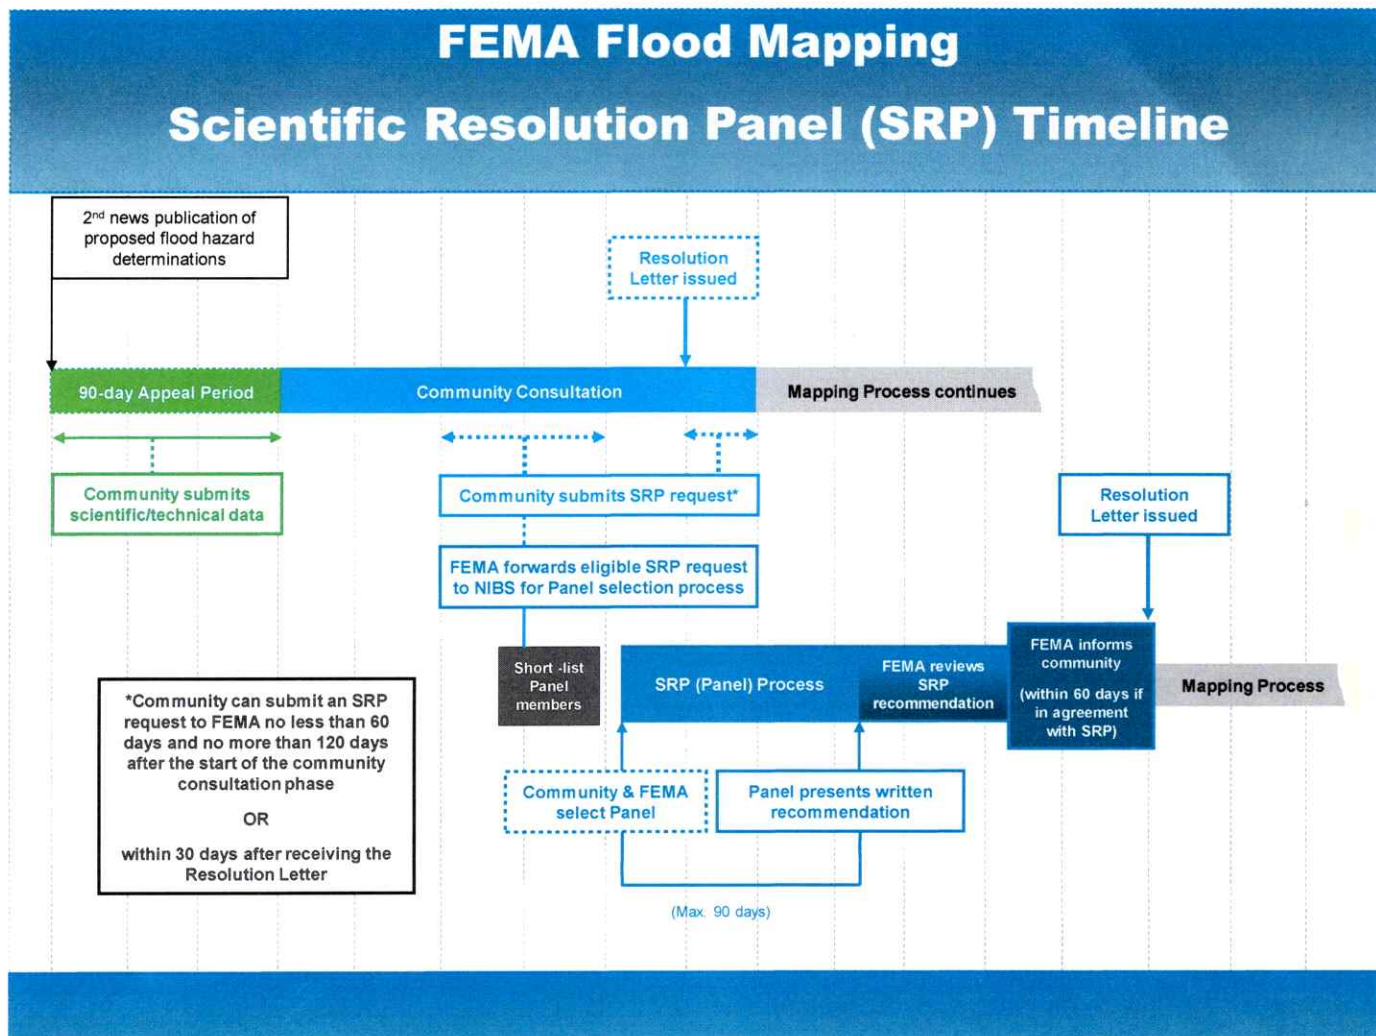 FEMA Flood Mapping
Scientific Resolution Panel (SRP) Timeline
2nd news publication of
proposed flood hazard
determinations
Resolution
Letter issued
90-day Appeal Period
Community Consultation
Mapping Process continues
Community submits
scientific/technical data
Community submits SRP request*
Resolution
Letter issued
FEMA forwards eligible SRP request
to NIBS for Panel selection process
Short -list
Panel
members
SRP (Panel) Process
FEMA reviews
SRP
recommendation
FEMA informs
community
(within 60 days if
in agreement
with SRP)
Mapping Process
*Community can submit an SRP
request to FEMA no less than 60
days and no more than 120 days
after the start of the community
consultation phase
OR
within 30 days after receiving the
Resolution Letter
Community & FEMA
select Panel
Panel presents written
recommendation
(Max. 90 days)